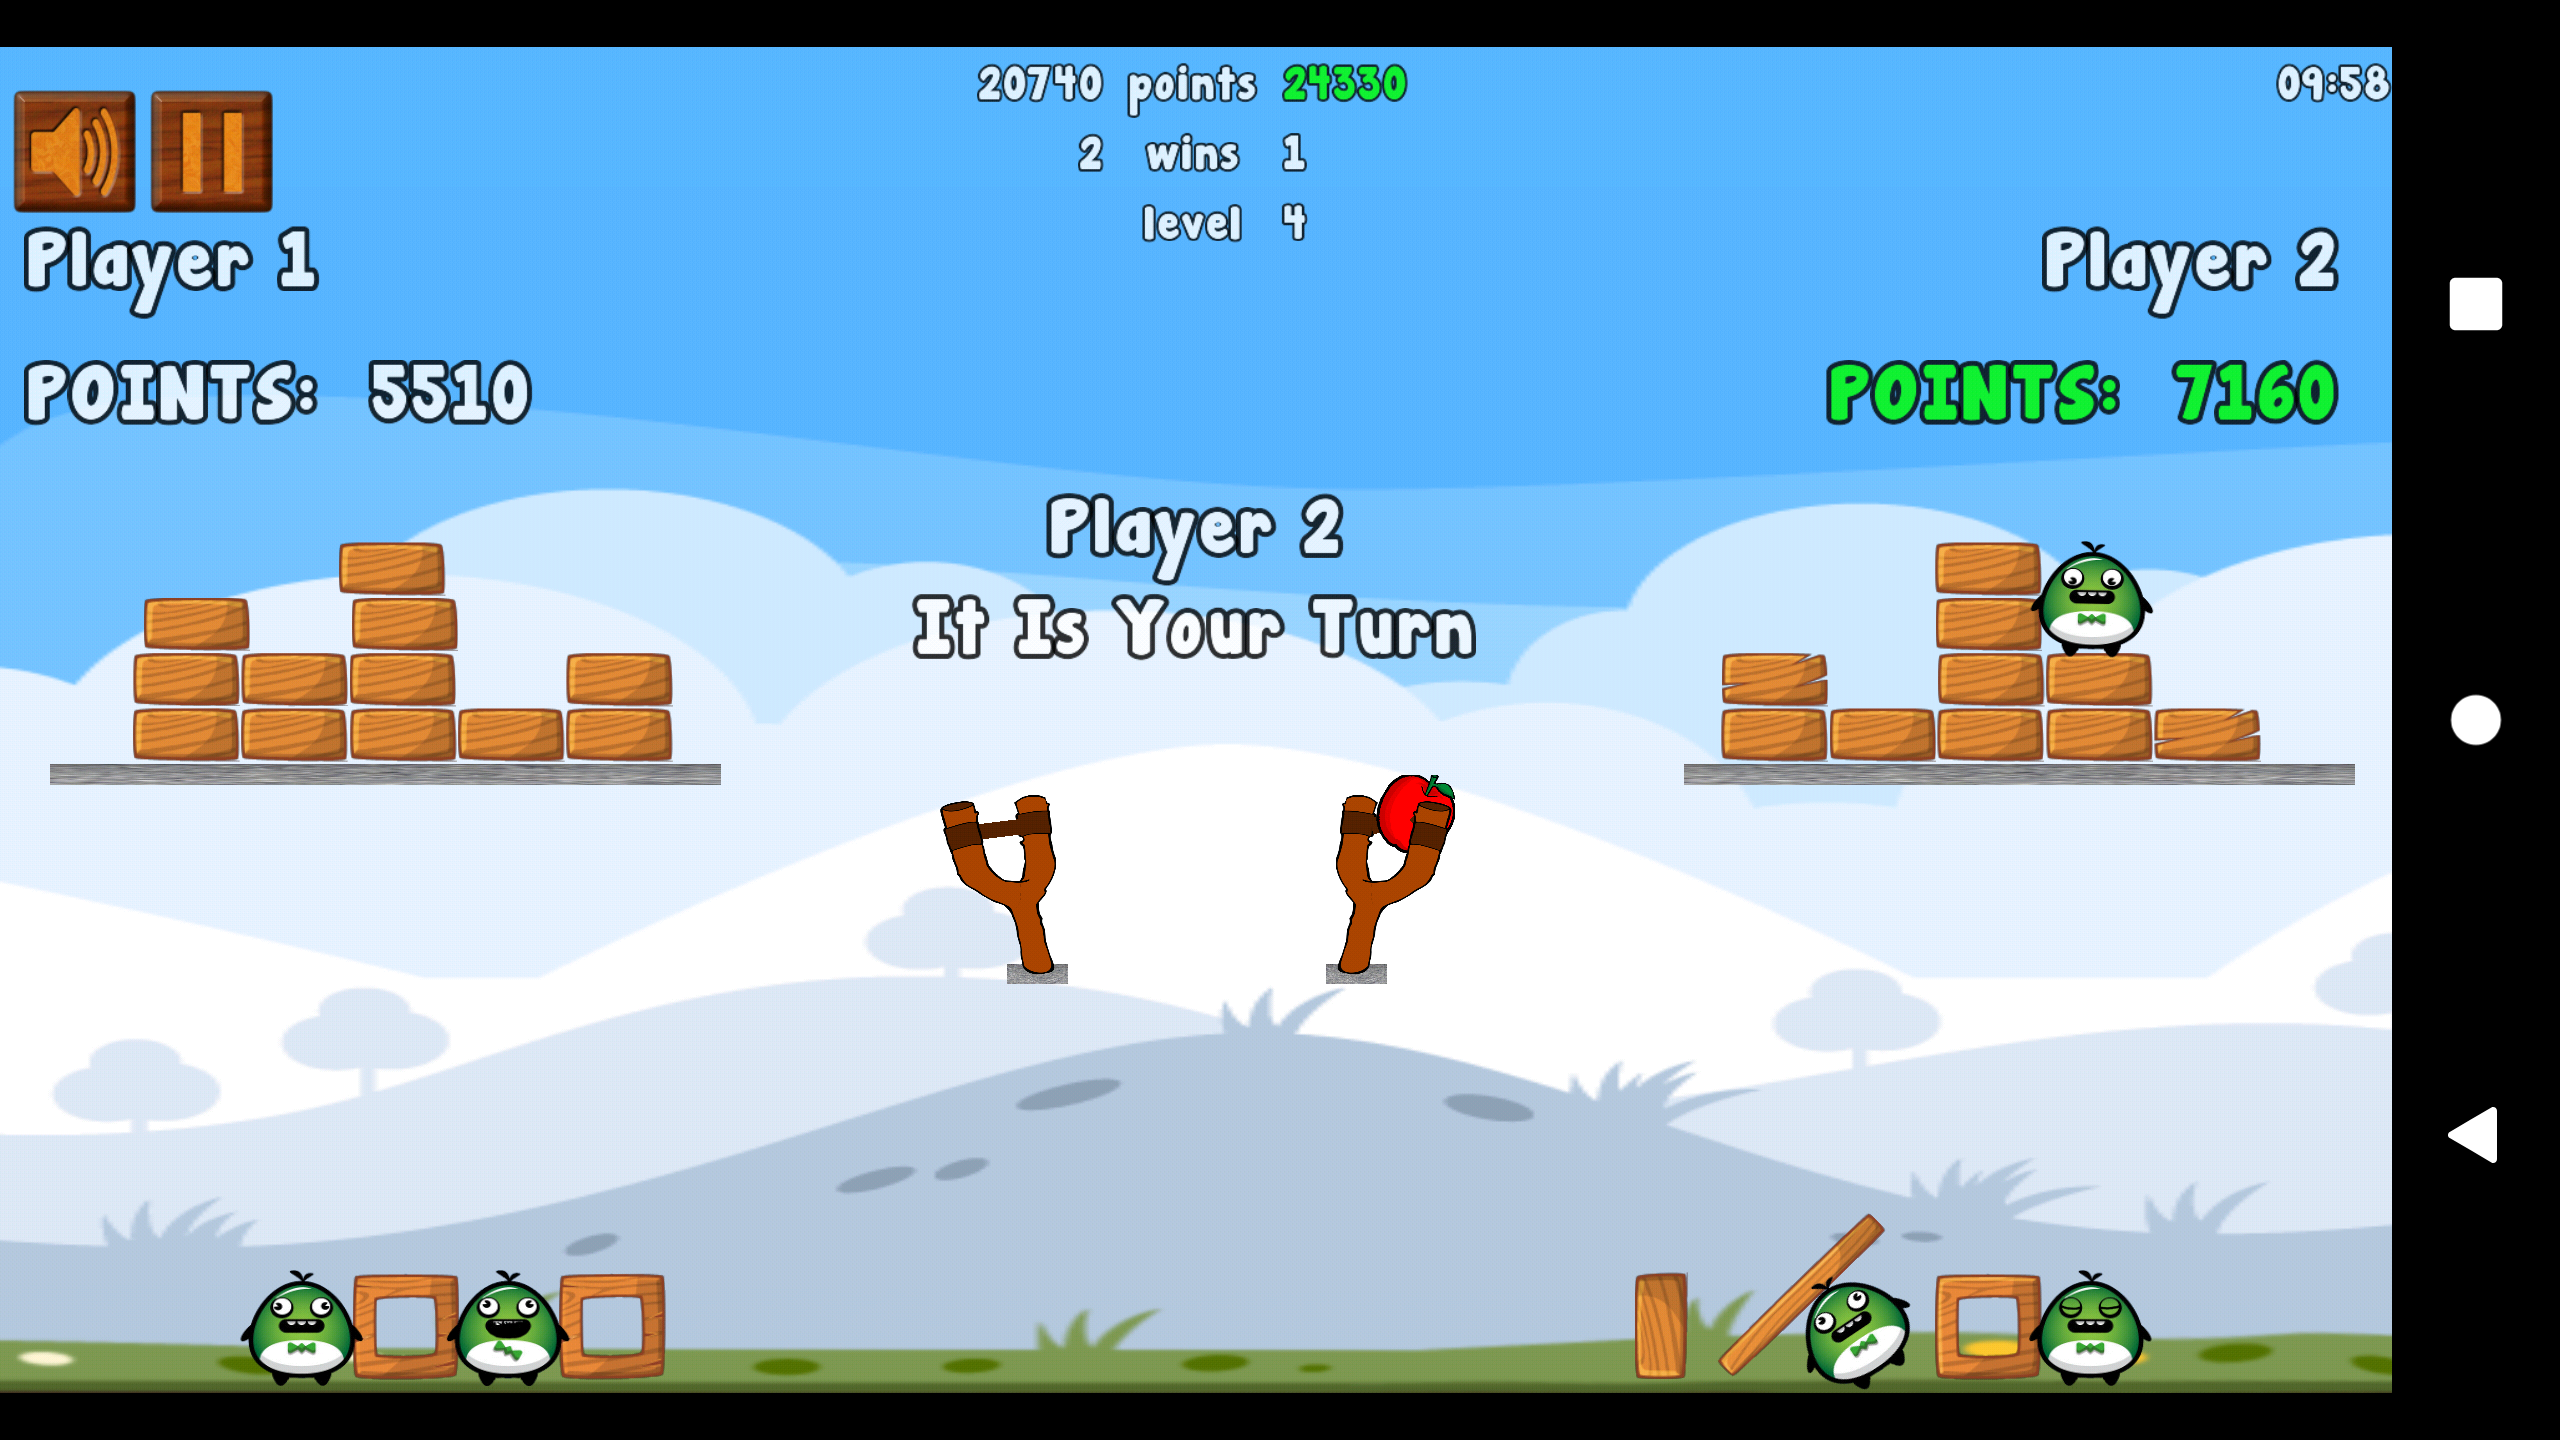 20740 points 24330
09:58
2 wins 1
level 4
Player 1
Player 2
POINTS: 5510
POINTS: 7160
Player 2
It Is Your Turn